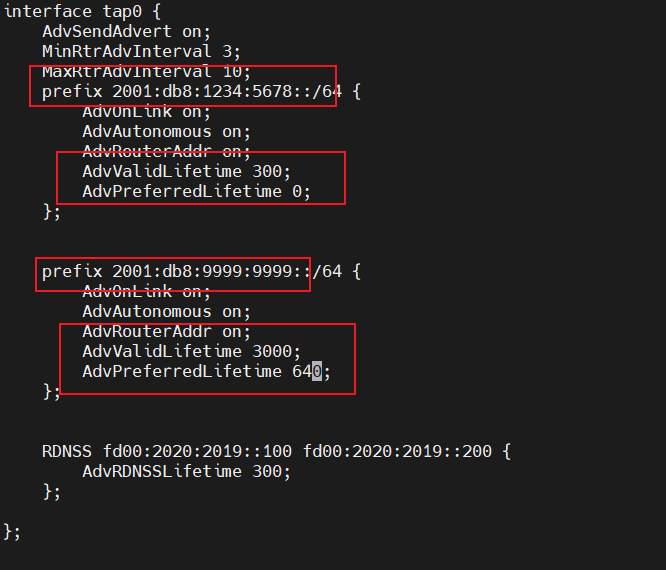 interface tap0 {
AdvSendAdvert on;
MinRtrAdvInterval 3;
MaxRtrAdvInterval 10;
prefix 2001:db8:1234:5678::/64 {
AdvOnLink on;
AdvAutonomous on;
AdvRouterAddr on;
AdvValidLifetime 300;
AdvPreferredLifetime 0;
};
prefix 2001:db8:9999:9999::/64 {
AdvOnLink on;
AdvAutonomous on;
AdvRouterAddr on;
AdvValidLifetime 3000;
AdvPreferredLifetime 640;
};
RDNSS fd00:2020:2019::100 fd00:2020:2019::200 {
AdvRDNSSLifetime 300;
};
};